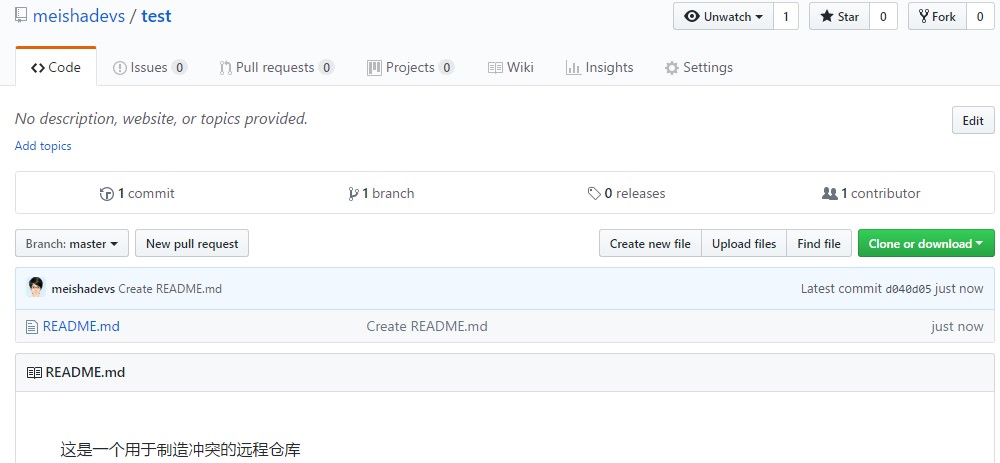 meishadevs / test Unwatch 1 Star 0 Fork 0
Code Issues 0 Pull requests 0 Projects 0 Wiki Insights Settings
No description, website, or topics provided. Edit
Add topics
1 commit 1 branch 0 releases 1 contributor
Branch: master New pull request Create new file Upload files Find file Clone or download
meishadevs Create README.md Latest commit d040d05 just now
README.md Create README.md just now
README.md
这是一个用于制造冲突的远程仓库